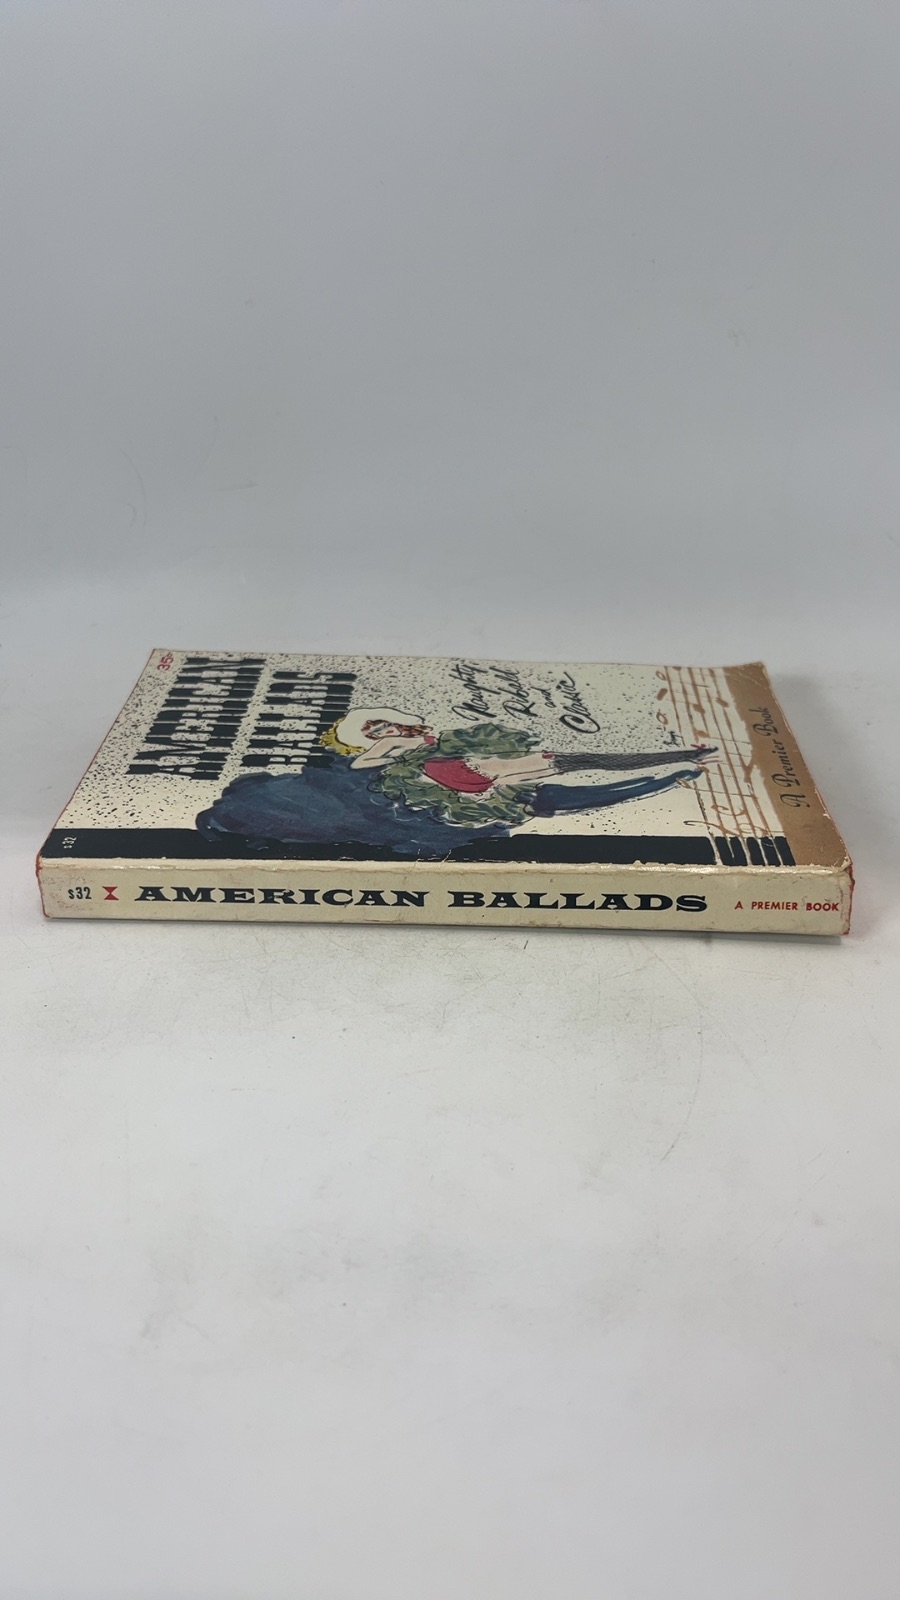 35¢
AMERICAN
BALLADS
Naughty
Ribald
and
Classic
A Premier Book
s32
s32 AMERICAN BALLADS A PREMIER BOOK